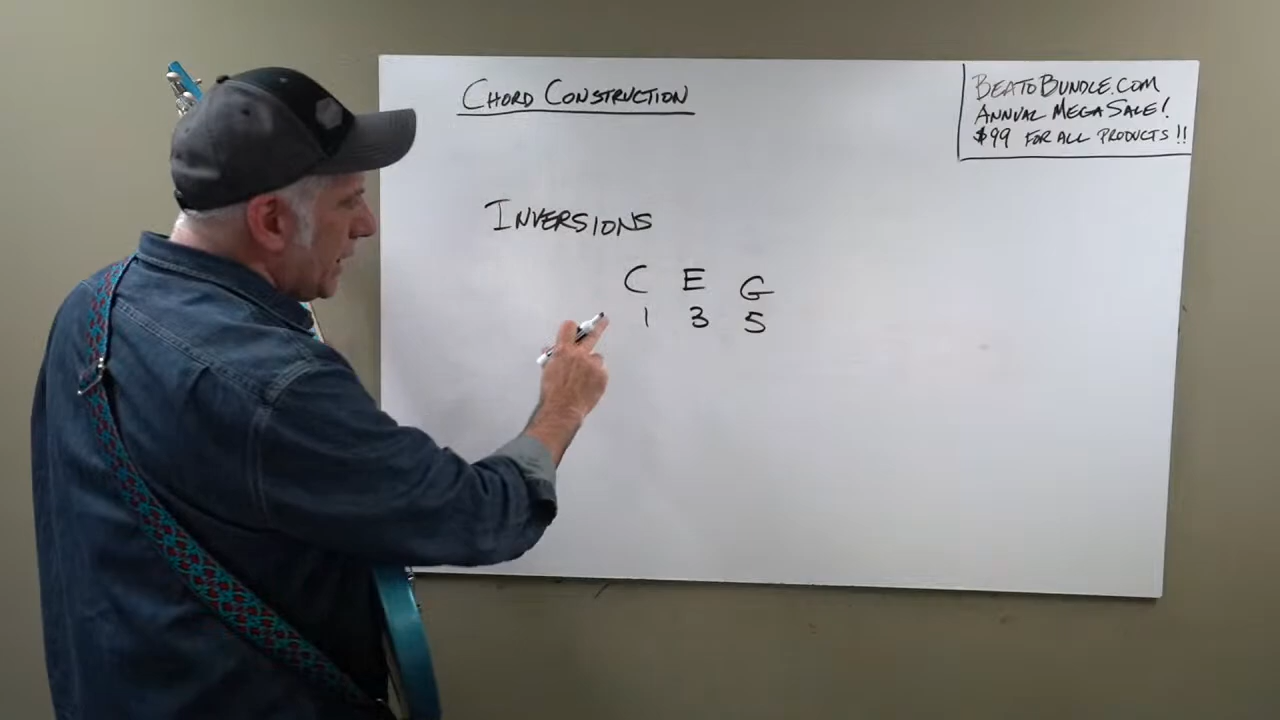 CHORD CONSTRUCTION
BEATOBUNDLE.COM
ANNUAL MEGA SALE!
$99 FOR ALL PRODUCTS!!
INVERSIONS
C E G
1 3 5